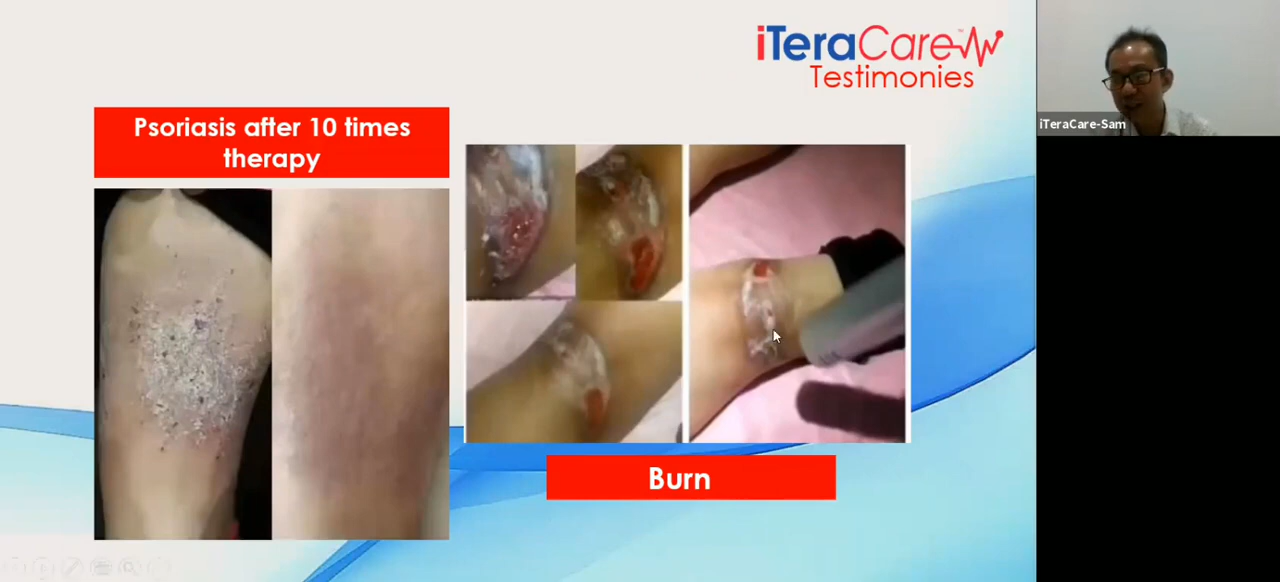 iTeraCare
Testimonies
Psoriasis after 10 times
therapy
Burn
iTeraCare-Sam